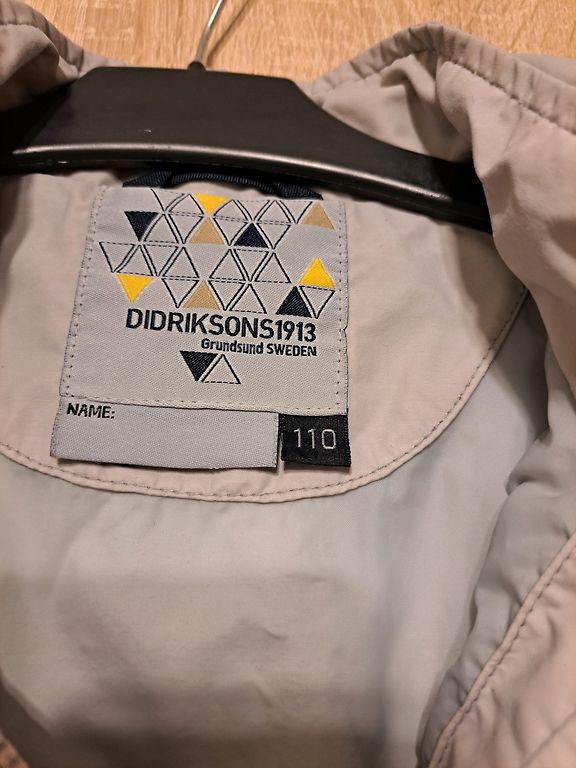 DIDRIKSONS1913
Grundsund SWEDEN
NAME:
110